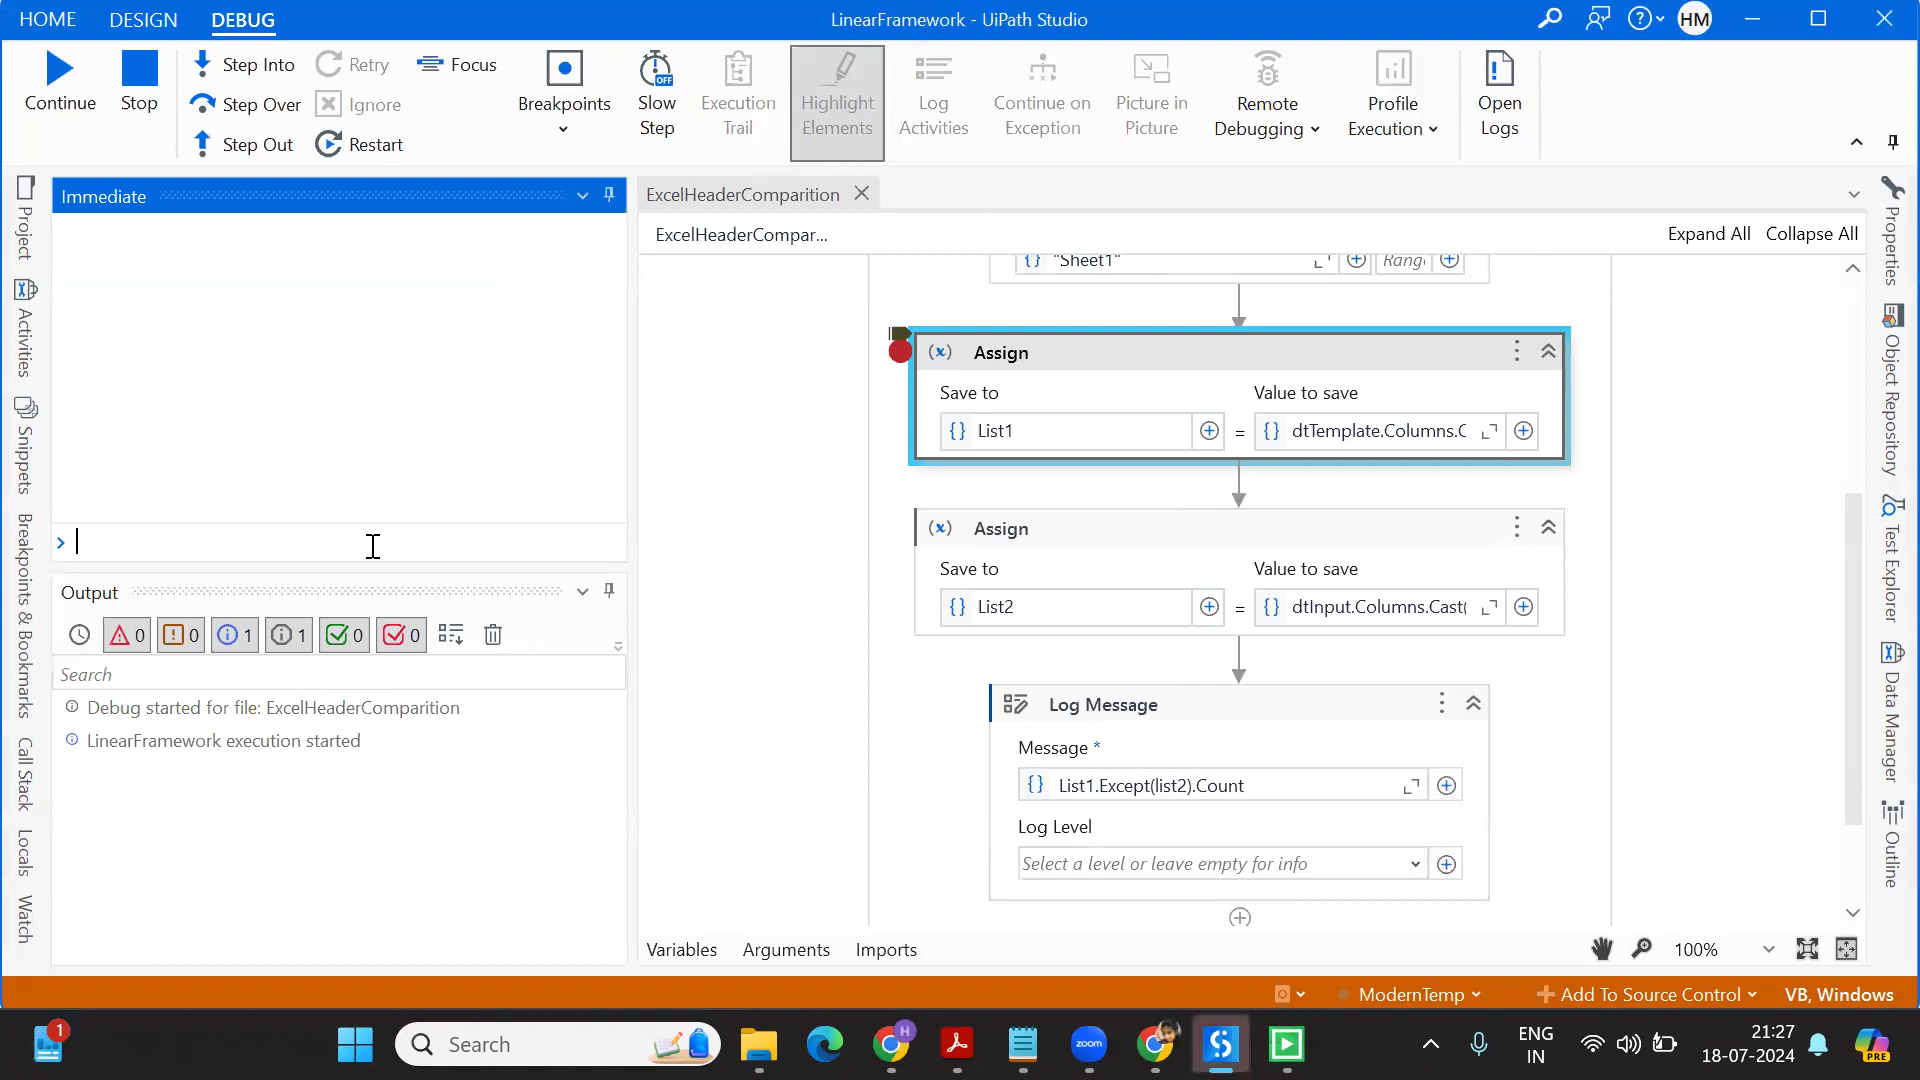 HOME DESIGN DEBUG LinearFramework - UiPath Studio HM
Continue
Stop
Step Into
Step Over
Step Out
Retry
Ignore
Restart
Focus
Breakpoints
OFF
Slow
Step
Execution
Trail
Highlight
Elements
Log
Activities
Continue on
Exception
Picture in
Picture
Remote
Debugging
Profile
Execution
Open
Logs
Project
Activities
Snippets
Breakpoints & Bookmarks
Call Stack
Locals
Watch
Immediate
Output
0 0 1 1 0 0
Search
Debug started for file: ExcelHeaderComparition
LinearFramework execution started
ExcelHeaderComparition
ExcelHeaderCompar... Expand All Collapse All
"Sheet1" Range
Assign
Save to Value to save
List1 = dtTemplate.Columns.C
Assign
Save to Value to save
List2 = dtInput.Columns.Cast(
Log Message
Message *
List1.Except(list2).Count
Log Level
Select a level or leave empty for info
Variables Arguments Imports 100%
Properties
Object Repository
Test Explorer
Data Manager
Outline
ModernTemp Add To Source Control VB, Windows
1
Search
H
zoom
ENG
IN
21:27
18-07-2024
PRE